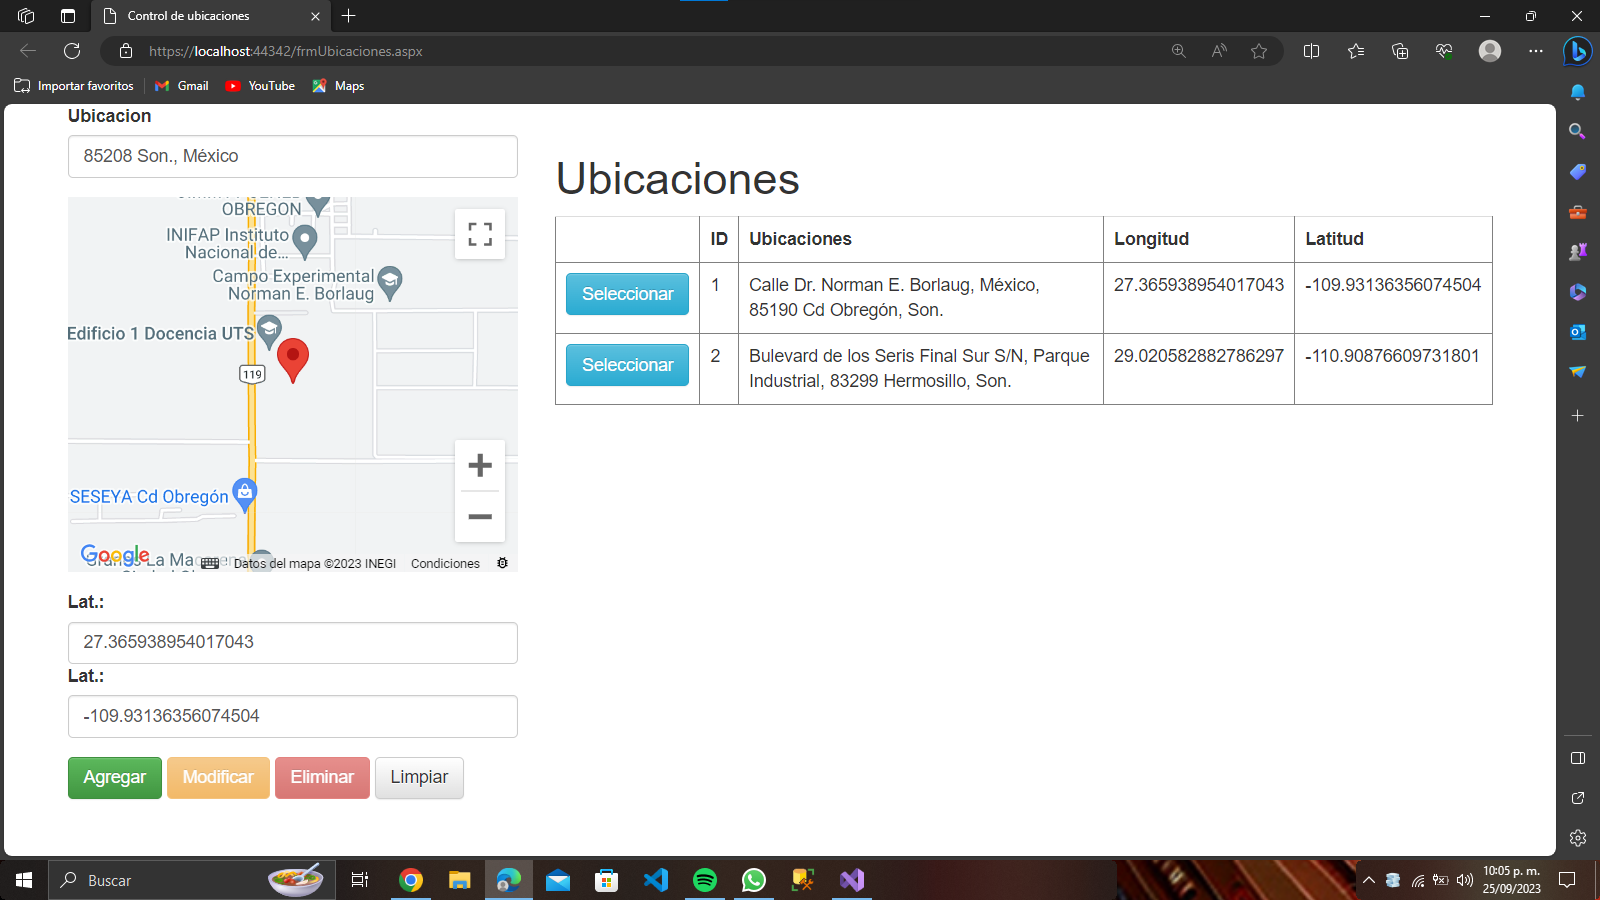 Control de ubicaciones
https://localhost:44342/frmUbicaciones.aspx
Importar favoritos
Gmail
YouTube
Maps
Ubicacion
85208 Son., México
OBREGON
INIFAP Instituto
Nacional de...
Campo Experimental
Norman E. Borlaug
Edificio 1 Docencia UTS
119
SESEYA Cd Obregón
Google
Datos del mapa ©2023 INEGI
Condiciones
Lat.:
27.365938954017043
Lat.:
-109.93136356074504
Agregar
Modificar
Eliminar
Limpiar
Ubicaciones
ID Ubicaciones Longitud Latitud
Seleccionar 1 Calle Dr. Norman E. Borlaug, México, 27.365938954017043 -109.93136356074504
85190 Cd Obregón, Son.
Seleccionar 2 Bulevard de los Seris Final Sur S/N, Parque 29.020582882786297 -110.90876609731801
Industrial, 83299 Hermosillo, Son.
Buscar
10:05 p. m.
25/09/2023